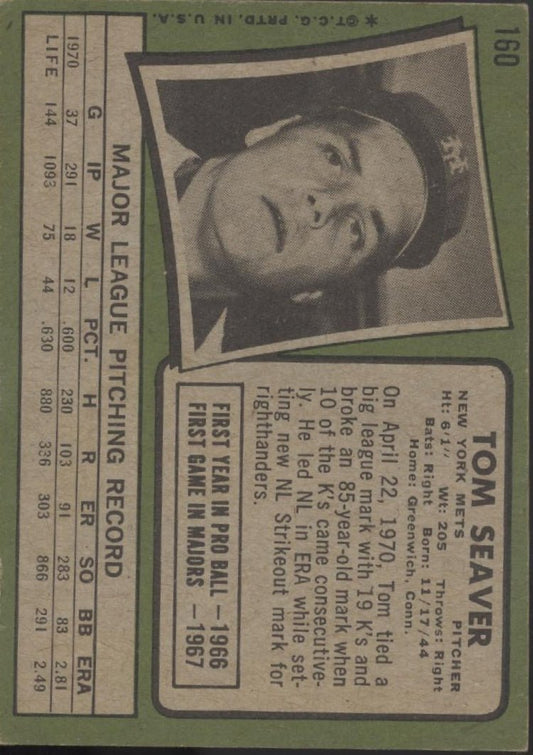 160
TOM SEAVER
NEW YORK METS PITCHER
Ht: 6'1" Wt: 205 Throws: Right
Bats: Right Born: 11/17/44
Home: Greenwich, Conn.
On April 22, 1970, Tom tied a
big league mark with 19 K's and
broke an 85-year-old mark when
10 of the K's came consecutive-
ly. He led NL in ERA while set-
ting new NL Strikeout mark for
righthanders.
FIRST YEAR IN PRO BALL — 1966
FIRST GAME IN MAJORS — 1967
MAJOR LEAGUE PITCHING RECORD
G IP W L PCT. H R ER SO BB ERA
1970 37 291 18 12 .600 230 103 91 283 83 2.81
LIFE 144 1093 75 44 .630 880 336 303 866 291 2.49
* ©T.C.G. PRTD. IN U.S.A.